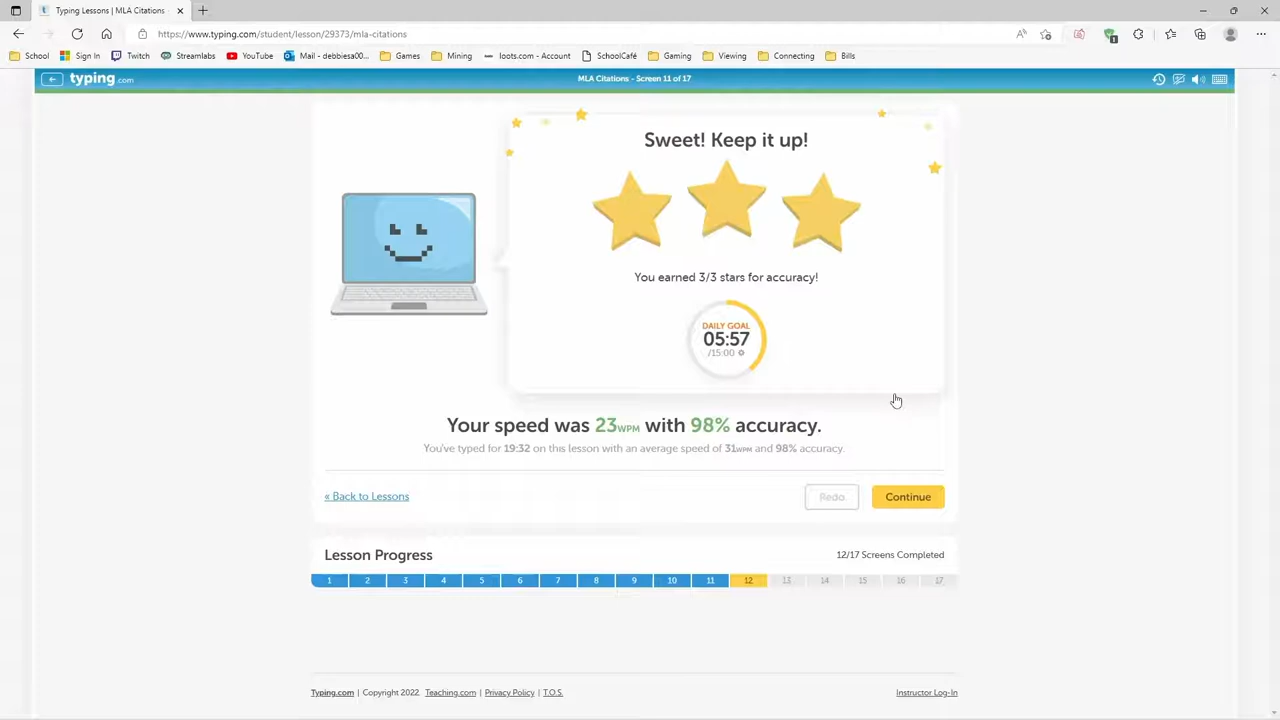 Typing Lessons | MLA Citations -
https://www.typing.com/student/lesson/29373/mla-citations
School Sign In Twitch Streamlabs YouTube Mail - debbiesa00... Games Mining loots.com - Account SchoolCafé Gaming Viewing Connecting Bills
typing.com MLA Citations - Screen 11 of 17
Sweet! Keep it up!
You earned 3/3 stars for accuracy!
DAILY GOAL
05:57
/15:00
Your speed was 23WPM with 98% accuracy.
You've typed for 19:32 on this lesson with an average speed of 31WPM and 98% accuracy.
« Back to Lessons Redo Continue
Lesson Progress 12/17 Screens Completed
1 2 3 4 5 6 7 8 9 10 11 12 13 14 15 16 17
Typing.com | Copyright 2022. Teaching.com | Privacy Policy | T.O.S. Instructor Log-In